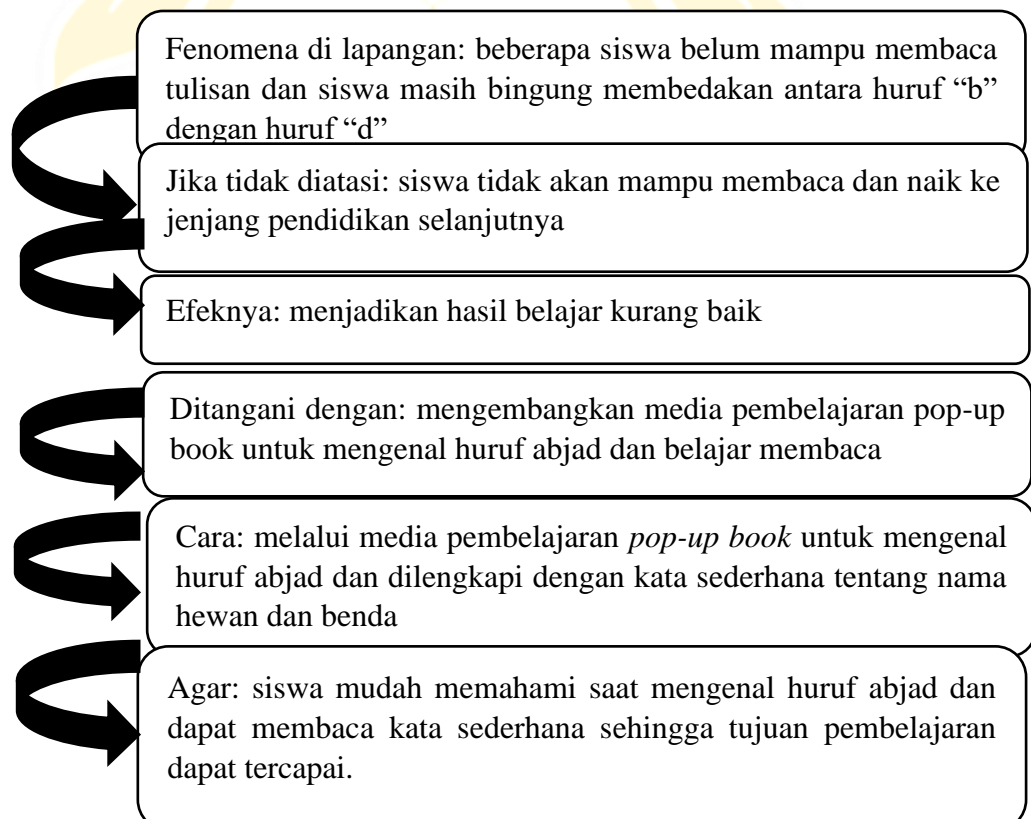 Fenomena di lapangan: beberapa siswa belum mampu membaca
tulisan dan siswa masih bingung membedakan antara huruf “b”
dengan huruf “d”
Jika tidak diatasi: siswa tidak akan mampu membaca dan naik ke
jenjang pendidikan selanjutnya
Efeknya: menjadikan hasil belajar kurang baik
Ditangani dengan: mengembangkan media pembelajaran pop-up
book untuk mengenal huruf abjad dan belajar membaca
Cara: melalui media pembelajaran pop-up book untuk mengenal
huruf abjad dan dilengkapi dengan kata sederhana tentang nama
hewan dan benda
Agar: siswa mudah memahami saat mengenal huruf abjad dan
dapat membaca kata sederhana sehingga tujuan pembelajaran
dapat tercapai.